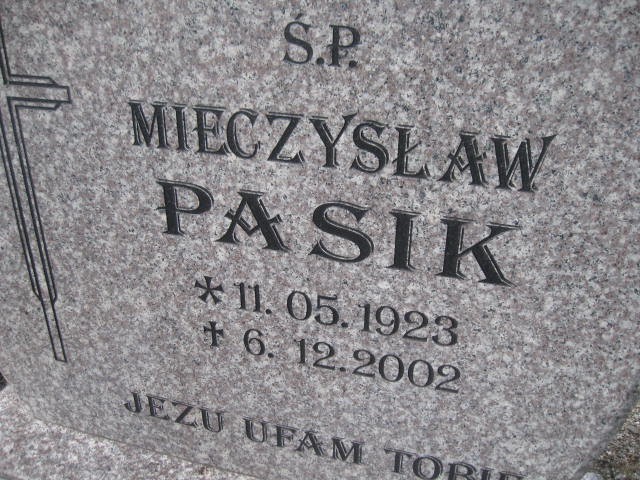 Ś.P.
MIECZYSŁAW
PASIK
* 11. 05. 1923
✝ 6. 12. 2002
JEZU UFAM TOBIE